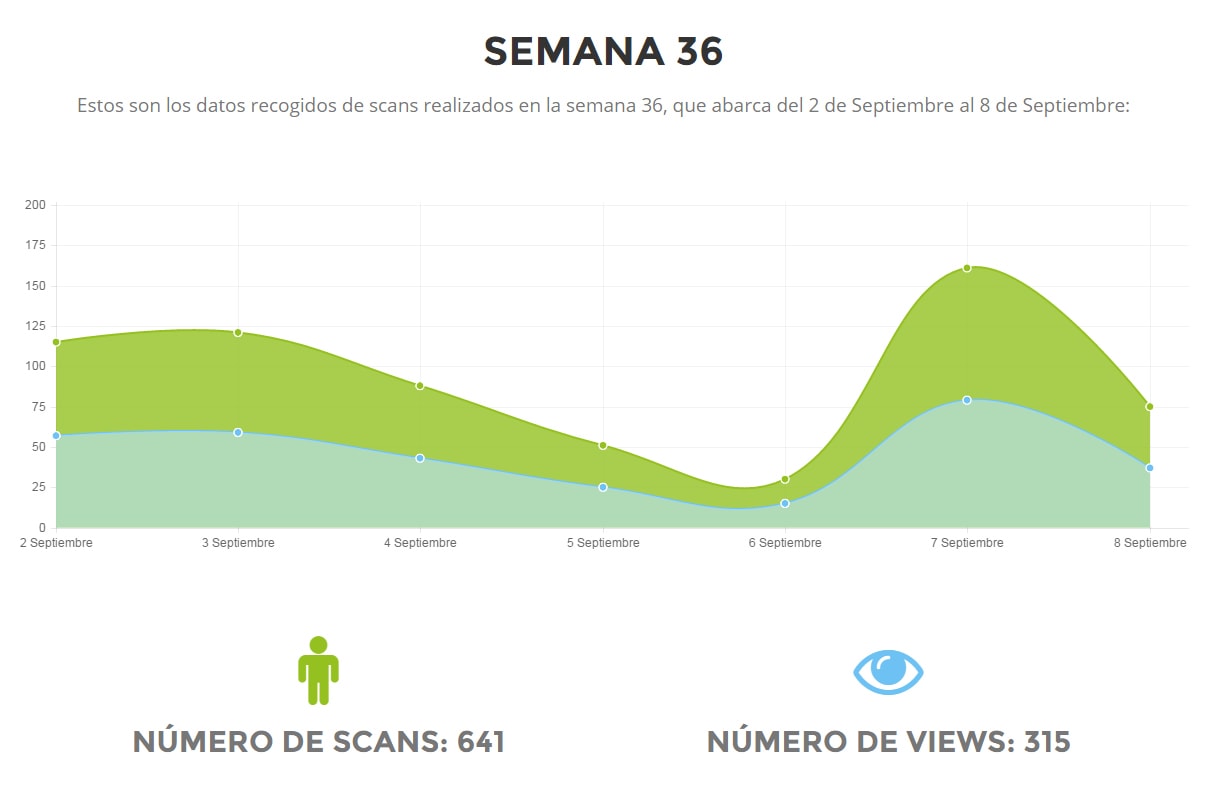 SEMANA 36
Estos son los datos recogidos de scans realizados en la semana 36, que abarca del 2 de Septiembre al 8 de Septiembre:
200
175
150
125
100
75
50
25
0
2 Septiembre 3 Septiembre 4 Septiembre 5 Septiembre 6 Septiembre 7 Septiembre 8 Septiembre
NÚMERO DE SCANS: 641 NÚMERO DE VIEWS: 315